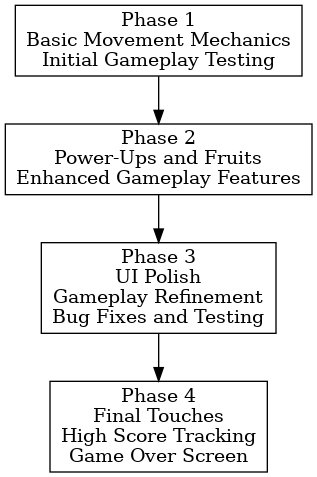 Phase 1
Basic Movement Mechanics
Initial Gameplay Testing
Phase 2
Power-Ups and Fruits
Enhanced Gameplay Features
Phase 3
UI Polish
Gameplay Refinement
Bug Fixes and Testing
Phase 4
Final Touches
High Score Tracking
Game Over Screen